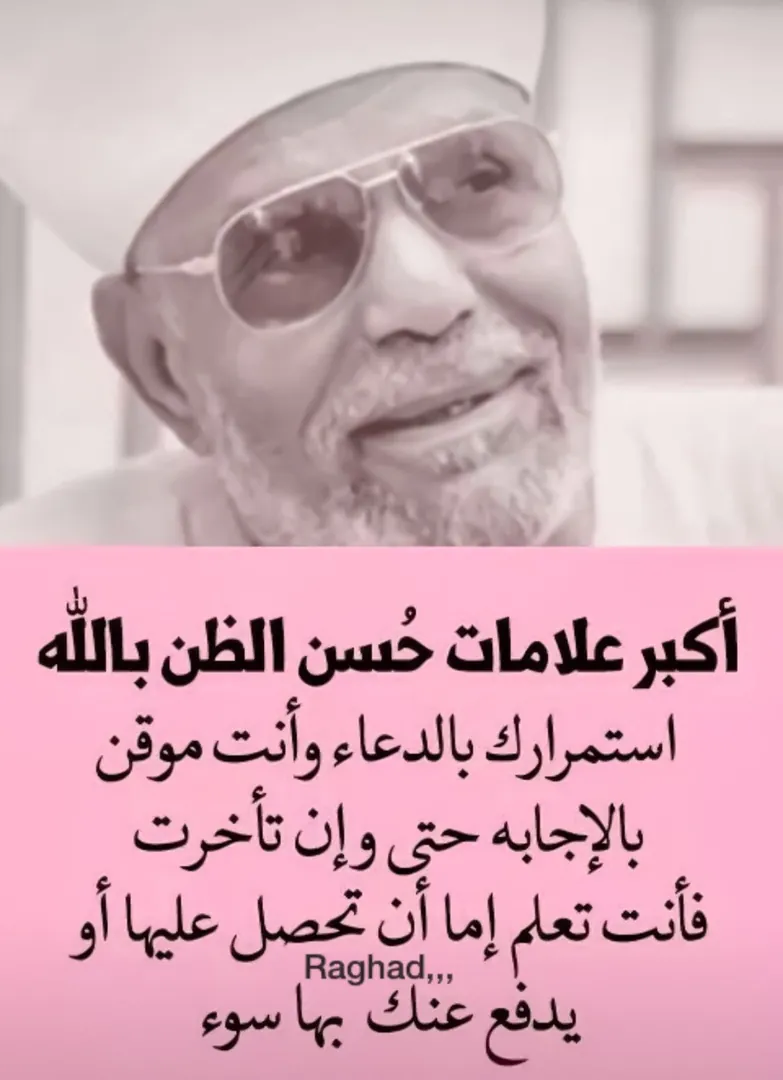 أكبر علامات حُسن الظن بالله
استمرارك بالدعاء وأنت موقن
بالإجابه حتى وإن تأخرت
فأنت تعلم إما أن تحصل عليها أو
Raghad,,,
يدفع عنك بها سوء